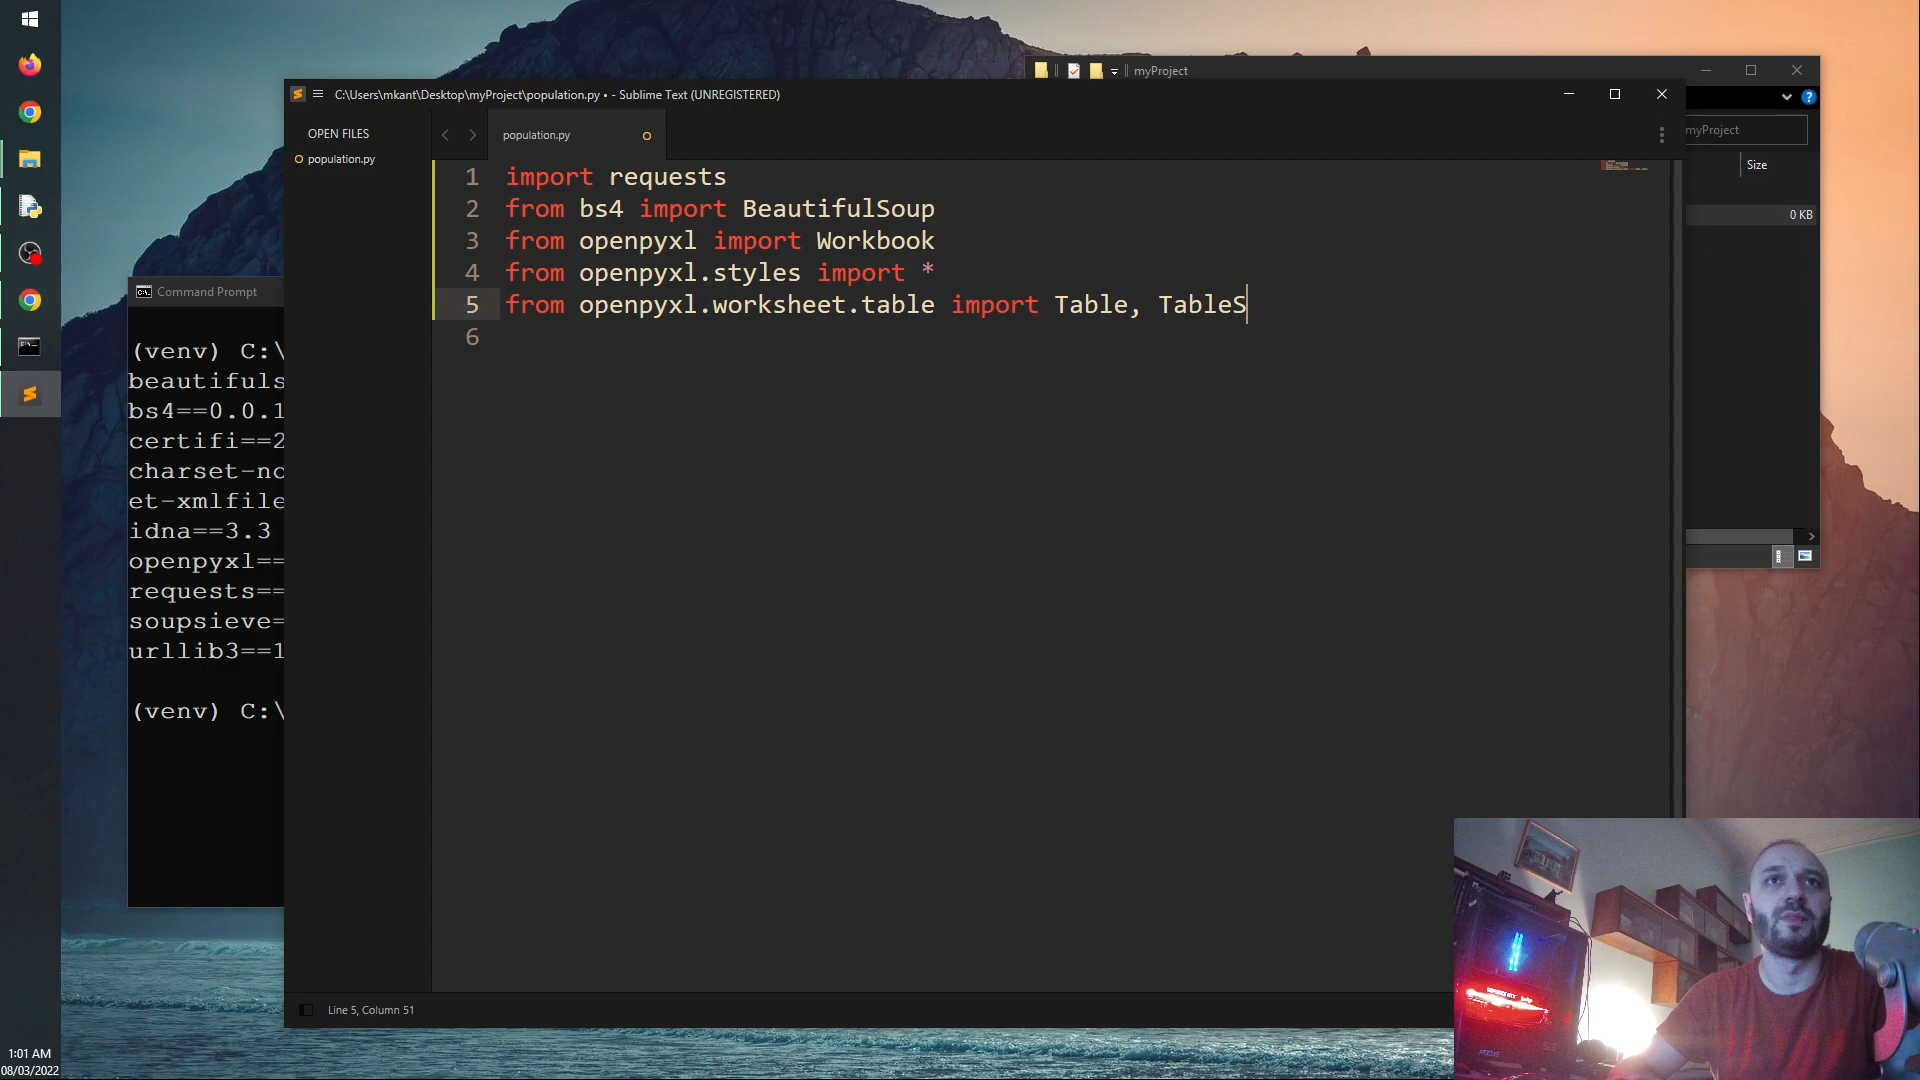 myProject
C:\Users\mkant\Desktop\myProject\population.py • - Sublime Text (UNREGISTERED)
myProject
Size
0 KB
OPEN FILES
population.py
population.py
1 import requests
2 from bs4 import BeautifulSoup
3 from openpyxl import Workbook
4 from openpyxl.styles import *
5 from openpyxl.worksheet.table import Table, TableS
6
Line 5, Column 51
Command Prompt
(venv) C:\
beautifuls
bs4==0.0.1
certifi==2
charset-no
et-xmlfile
idna==3.3
openpyxl==
requests==
soupsieve=
urllib3==1
(venv) C:\
1:01 AM
08/03/2022